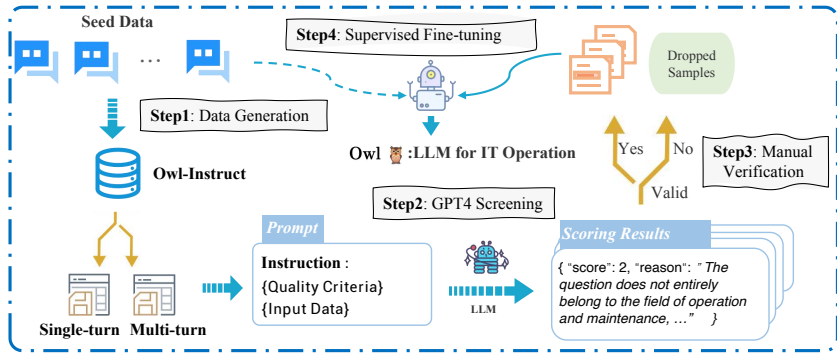 Seed Data
...
Step1: Data Generation
Owl-Instruct
Single-turn
Multi-turn
Prompt
Instruction :
{Quality Criteria}
{Input Data}
Step2: GPT4 Screening
LLM
Scoring Results
{ "score": 2, "reason": " The
question does not entirely
belong to the field of operation
and maintenance, ..." }
Step3: Manual
Verification
Valid
Yes
No
Dropped
Samples
Step4: Supervised Fine-tuning
Owl :LLM for IT Operation